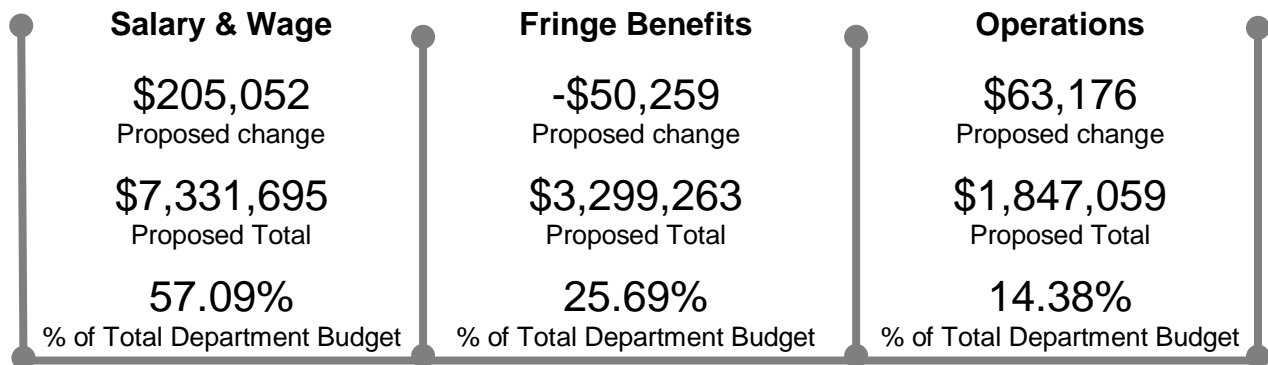 Salary & Wage
$205,052
Proposed change
$7,331,695
Proposed Total
57.09%
% of Total Department Budget
Fringe Benefits
-$50,259
Proposed change
$3,299,263
Proposed Total
25.69%
% of Total Department Budget
Operations
$63,176
Proposed change
$1,847,059
Proposed Total
14.38%
% of Total Department Budget